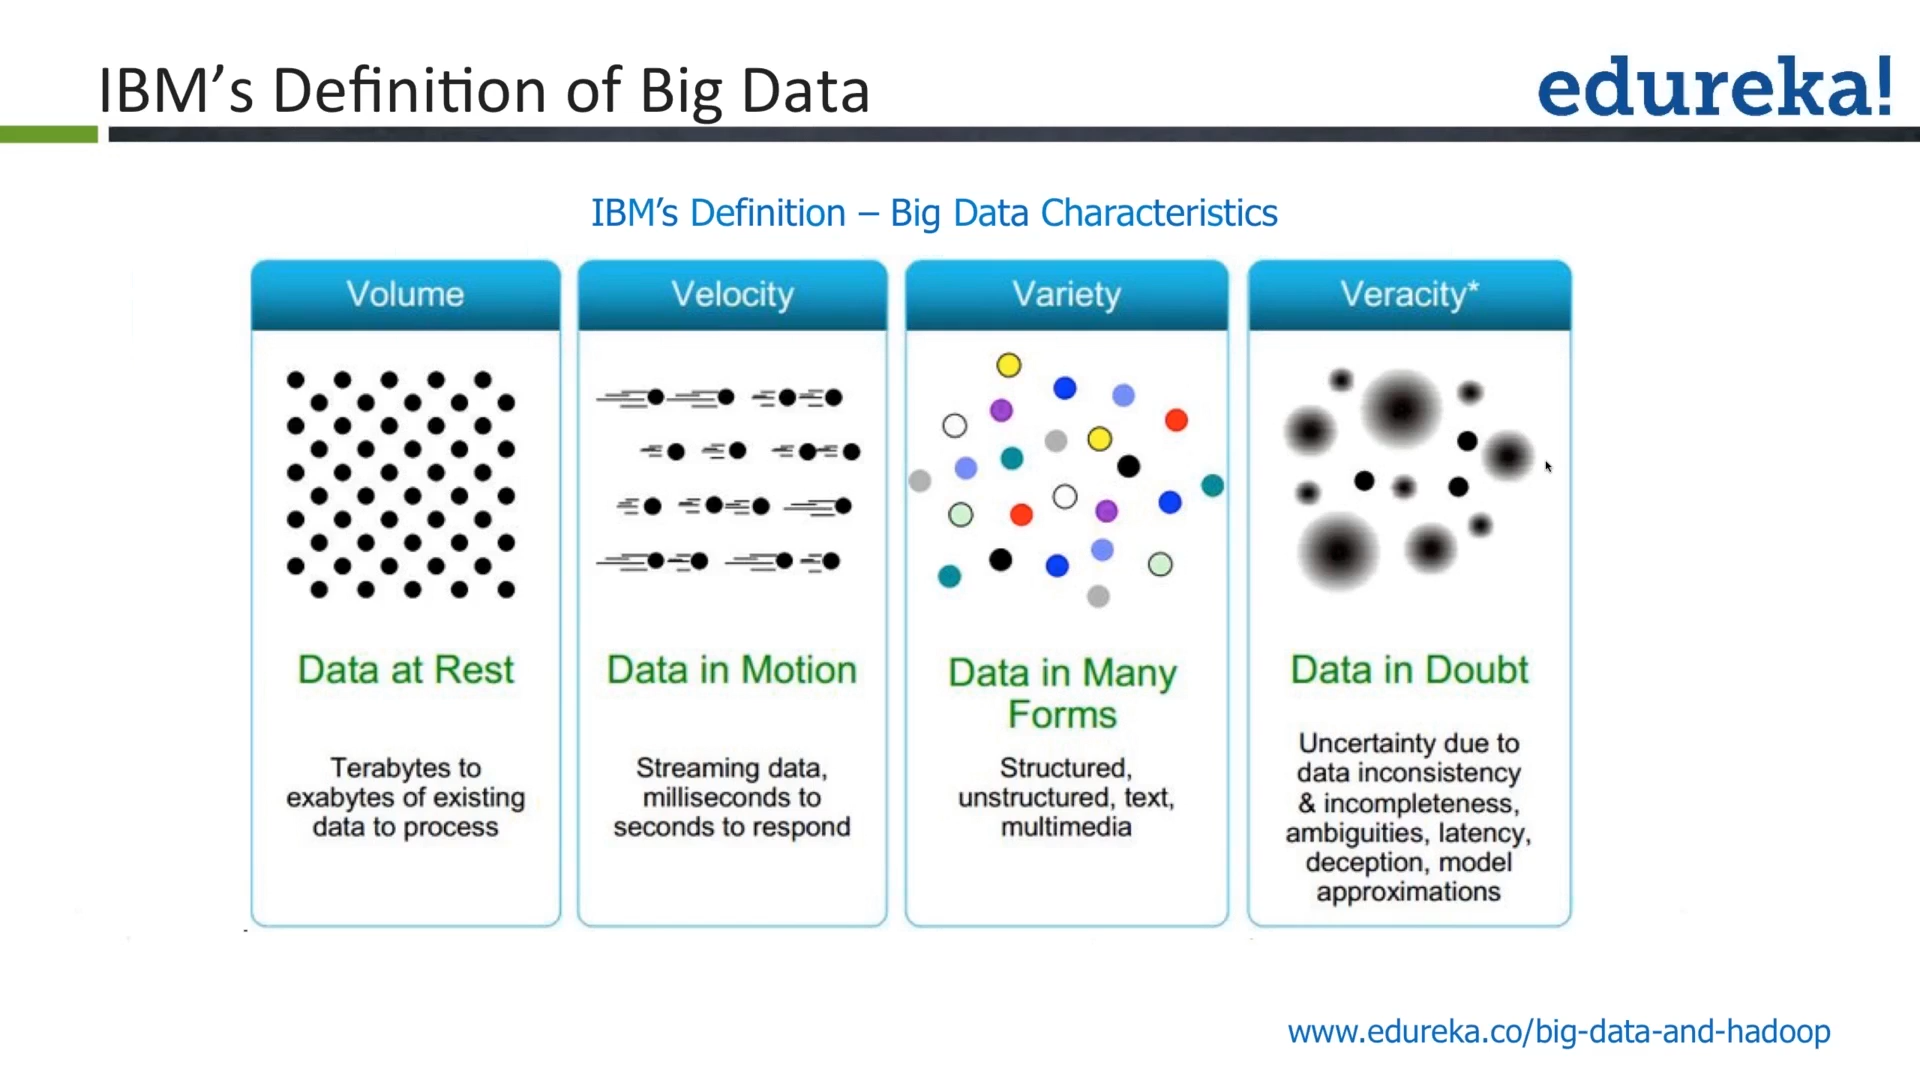 IBM’s Definition of Big Data
edureka!
IBM’s Definition – Big Data Characteristics
Volume
Data at Rest
Terabytes to
exabytes of existing
data to process
Velocity
Data in Motion
Streaming data,
milliseconds to
seconds to respond
Variety
Data in Many
Forms
Structured,
unstructured, text,
multimedia
Veracity*
Data in Doubt
Uncertainty due to
data inconsistency
& incompleteness,
ambiguities, latency,
deception, model
approximations
www.edureka.co/big-data-and-hadoop